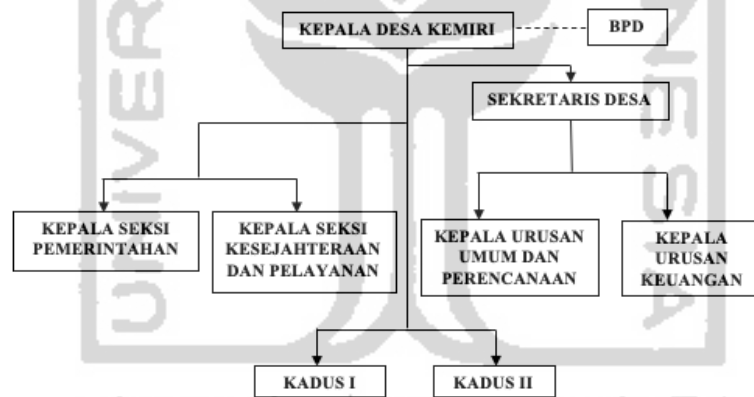 KEPALA DESA KEMIRI
BPD
SEKRETARIS DESA
KEPALA SEKSI
PEMERINTAHAN
KEPALA SEKSI
KESEJAHTERAAN
DAN PELAYANAN
KEPALA URUSAN
UMUM DAN
PERENCANAAN
KEPALA
URUSAN
KEUANGAN
KADUS I
KADUS II